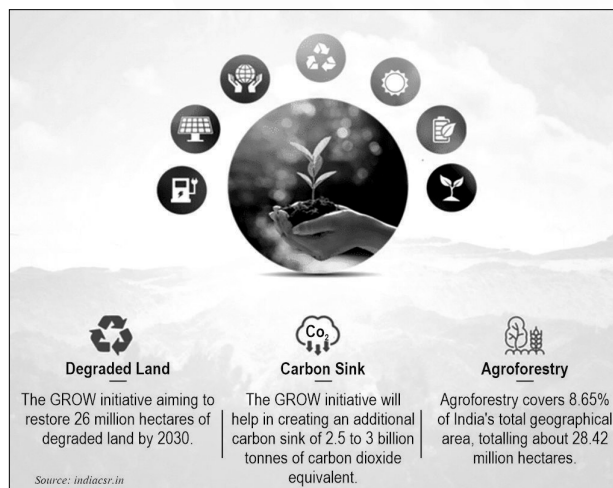 Co₂
Degraded Land
The GROW initiative aiming to
restore 26 million hectares of
degraded land by 2030.
Carbon Sink
The GROW initiative will
help in creating an additional
carbon sink of 2.5 to 3 billion
tonnes of carbon dioxide
equivalent.
Agroforestry
Agroforestry covers 8.65%
of India's total geographical
area, totalling about 28.42
million hectares.
Source: indiacsr.in